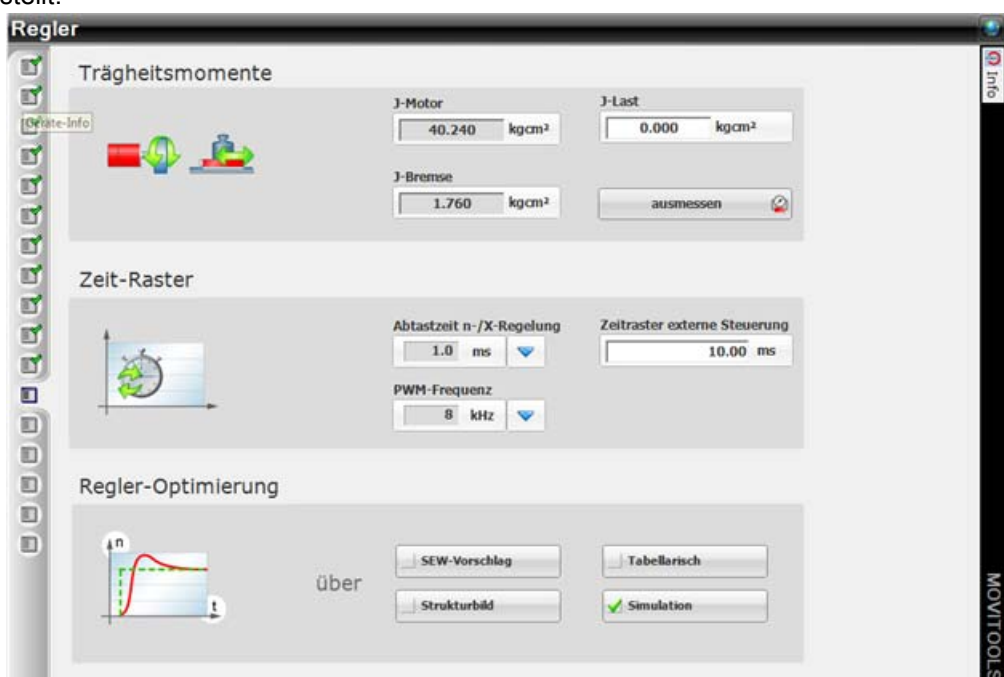 stellt.
Regler
Info
Trägheitsmomente
Geräte-Info
J-Motor
40.240 kgcm²
J-Last
0.000 kgcm²
J-Bremse
1.760 kgcm²
ausmessen
Zeit-Raster
Abtastzeit n-/X-Regelung
1.0 ms
Zeitraster externe Steuerung
10.00 ms
PWM-Frequenz
8 kHz
Regler-Optimierung
n
t
über
SEW-Vorschlag
Tabellarisch
Strukturbild
Simulation
MOVITOOLS